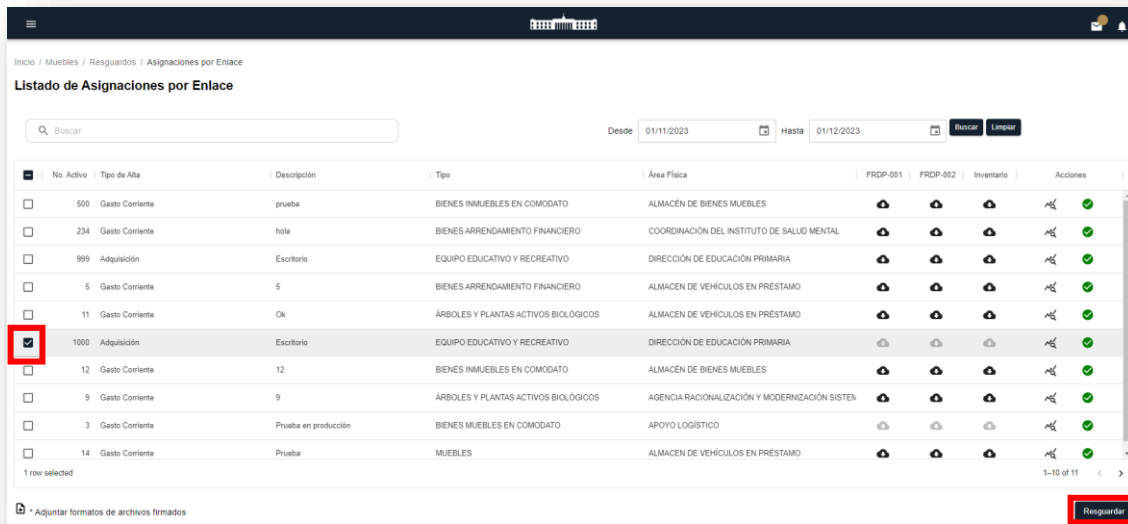 Inicio / Muebles / Resguardos / Asignaciones por Enlace
Listado de Asignaciones por Enlace
Buscar Desde 01/11/2023 Hasta 01/12/2023 Buscar Limpiar
No. Activo Tipo de Alta Descripción Tipo Área Física FRDP-001 FRDP-002 Inventario Acciones
500 Gasto Corriente prueba BIENES INMUEBLES EN COMODATO ALMACÉN DE BIENES MUEBLES
234 Gasto Corriente hola BIENES ARRENDAMIENTO FINANCIERO COORDINACIÓN DEL INSTITUTO DE SALUD MENTAL
999 Adquisición Escritorio EQUIPO EDUCATIVO Y RECREATIVO DIRECCIÓN DE EDUCACIÓN PRIMARIA
5 Gasto Corriente 5 BIENES ARRENDAMIENTO FINANCIERO ALMACEN DE VEHÍCULOS EN PRÉSTAMO
11 Gasto Corriente Ok ÁRBOLES Y PLANTAS ACTIVOS BIOLÓGICOS ALMACEN DE VEHÍCULOS EN PRÉSTAMO
1000 Adquisición Escritorio EQUIPO EDUCATIVO Y RECREATIVO DIRECCIÓN DE EDUCACIÓN PRIMARIA
12 Gasto Corriente 12 BIENES INMUEBLES EN COMODATO ALMACÉN DE BIENES MUEBLES
9 Gasto Corriente 9 ÁRBOLES Y PLANTAS ACTIVOS BIOLÓGICOS AGENCIA RACIONALIZACIÓN Y MODERNIZACIÓN SISTEM
3 Gasto Corriente Prueba en producción BIENES MUEBLES EN COMODATO APOYO LOGÍSTICO
14 Gasto Corriente Prueba MUEBLES ALMACEN DE VEHÍCULOS EN PRÉSTAMO
1 row selected 1–10 of 11
* Adjuntar formatos de archivos firmados Resguardar